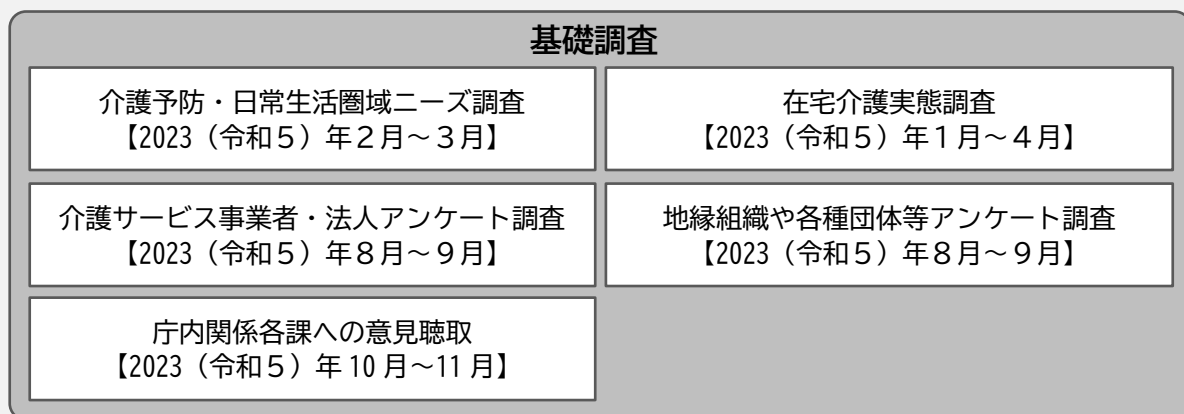 基礎調査
介護予防・日常生活圏域ニーズ調査
【2023（令和５）年２月～３月】
在宅介護実態調査
【2023（令和５）年１月～４月】
介護サービス事業者・法人アンケート調査
【2023（令和５）年８月～９月】
地縁組織や各種団体等アンケート調査
【2023（令和５）年８月～９月】
庁内関係各課への意見聴取
【2023（令和５）年 10 月～11 月】